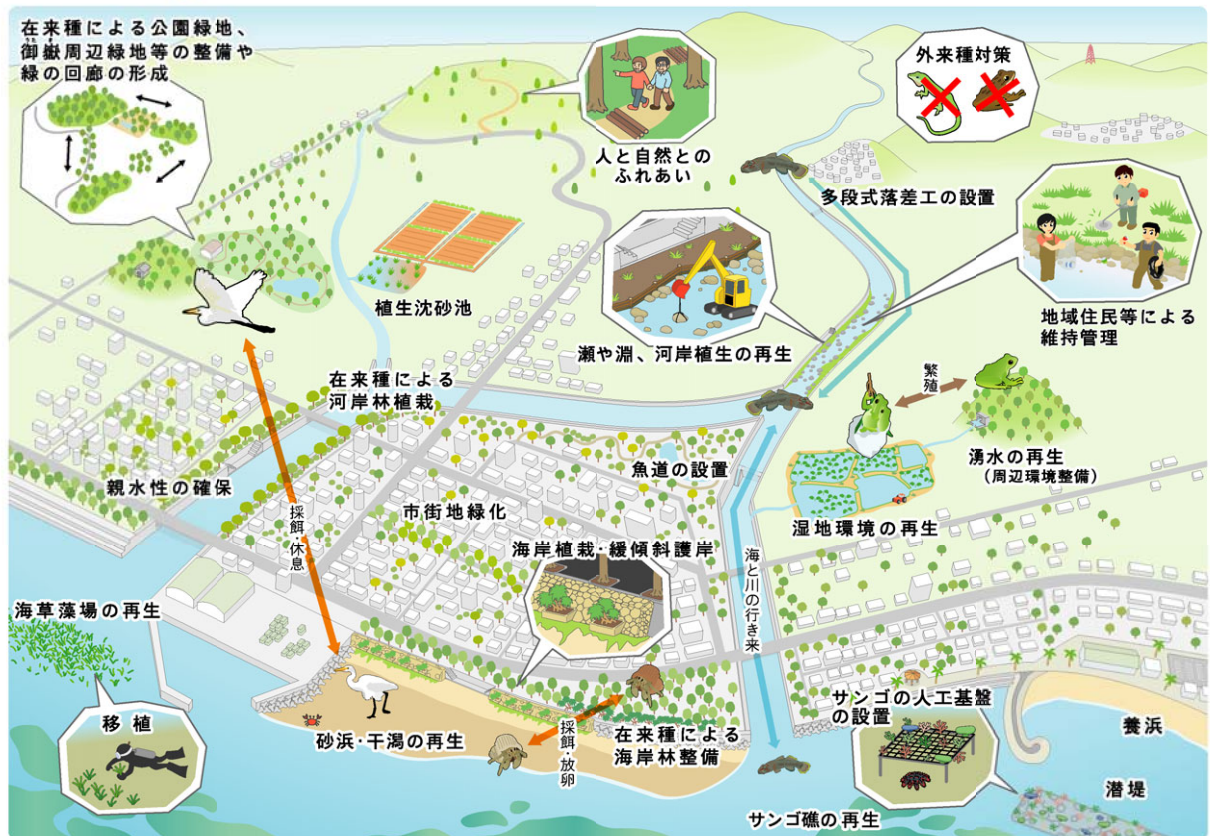 在来種による公園緑地、
御嶽周辺緑地等の整備や
緑の回廊の形成
外来種対策
人と自然との
ふれあい
多段式落差工の設置
植生沈砂池
瀬や淵、河岸植生の再生
地域住民等による
維持管理
在来種による
河岸林植栽
繁殖
湧水の再生
(周辺環境整備)
親水性の確保
魚道の設置
採餌・休息
市街地緑化
湿地環境の再生
海岸植栽・緩傾斜護岸
海と川の行き来
海草藻場の再生
移植
砂浜・干潟の再生
採餌・放卵
在来種による
海岸林整備
サンゴの人工基盤
の設置
養浜
潜堤
サンゴ礁の再生